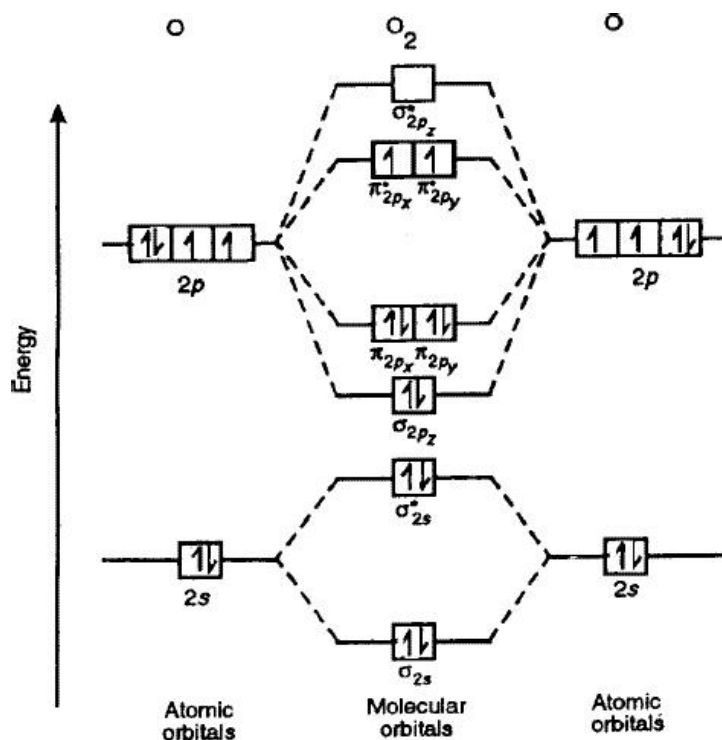 O O₂ O
σ*2pz
π*2px π*2py
2p 2p
π2px π2py
σ2pz
σ*2s
2s 2s
σ2s
Energy
Atomic orbitals
Molecular orbitals
Atomic orbitals